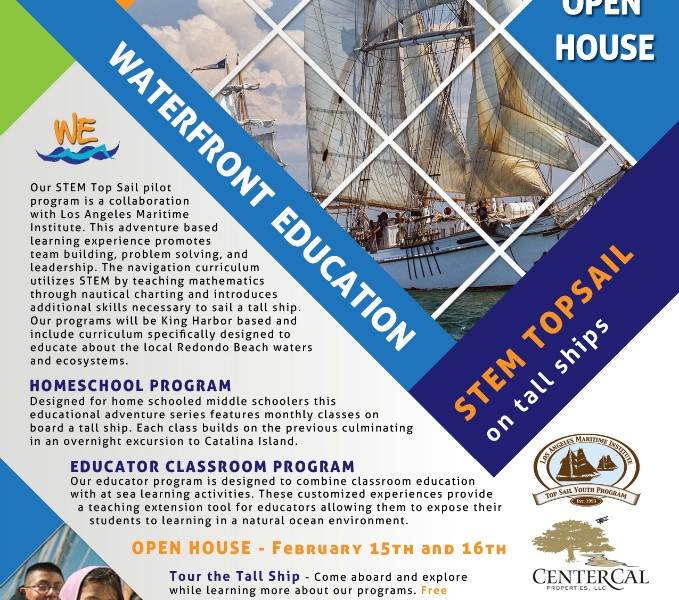 OPEN
HOUSE
WATERFRONT EDUCATION
WE
Our STEM Top Sail pilot
program is a collaboration
with Los Angeles Maritime
Institute. This adventure based
learning experience promotes
team building, problem solving, and
leadership. The navigation curriculum
utilizes STEM by teaching mathematics
through nautical charting and introduces
additional skills necessary to sail a tall ship.
Our programs will be King Harbor based and
include curriculum specifically designed to
educate about the local Redondo Beach waters
and ecosystems.
STEM TOPSAIL
on tall ships
HOMESCHOOL PROGRAM
Designed for home schooled middle schoolers this
educational adventure series features monthly classes on
board a tall ship. Each class builds on the previous culminating
in an overnight excursion to Catalina Island.
EDUCATOR CLASSROOM PROGRAM
Our educator program is designed to combine classroom education
with at sea learning activities. These customized experiences provide
a teaching extension tool for educators allowing them to expose their
students to learning in a natural ocean environment.
LOS ANGELES MARITIME INSTITUTE
TOP SAIL YOUTH PROGRAM
Est. 1992
OPEN HOUSE - February 15th and 16th
Tour the Tall Ship - Come aboard and explore
while learning more about our programs. Free
CENTERCAL
PROPERTIES, LLC